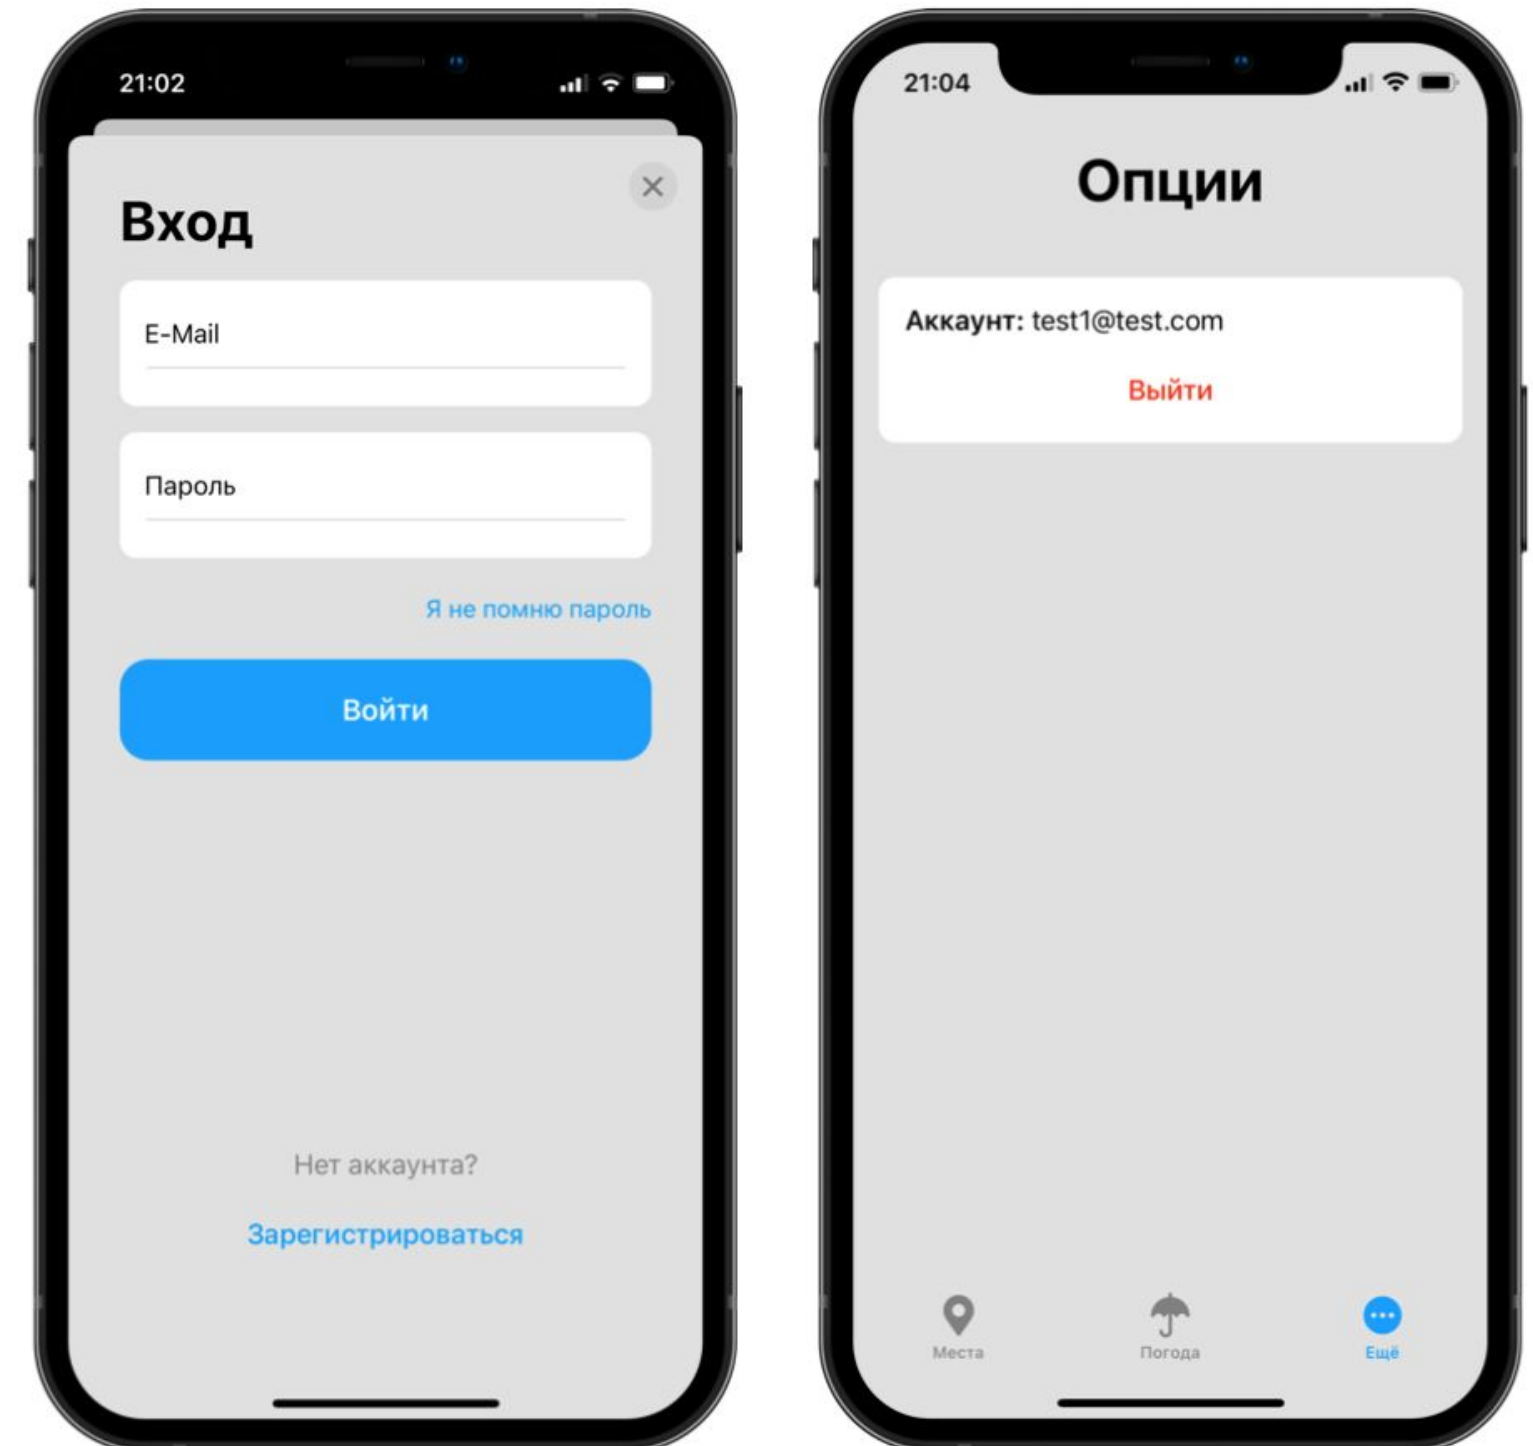 21:02
Вход
E-Mail
Пароль
Я не помню пароль
Войти
Нет аккаунта?
Зарегистрироваться
21:04
Опции
Аккаунт: test1@test.com
Выйти
Места
Погода
Ещё